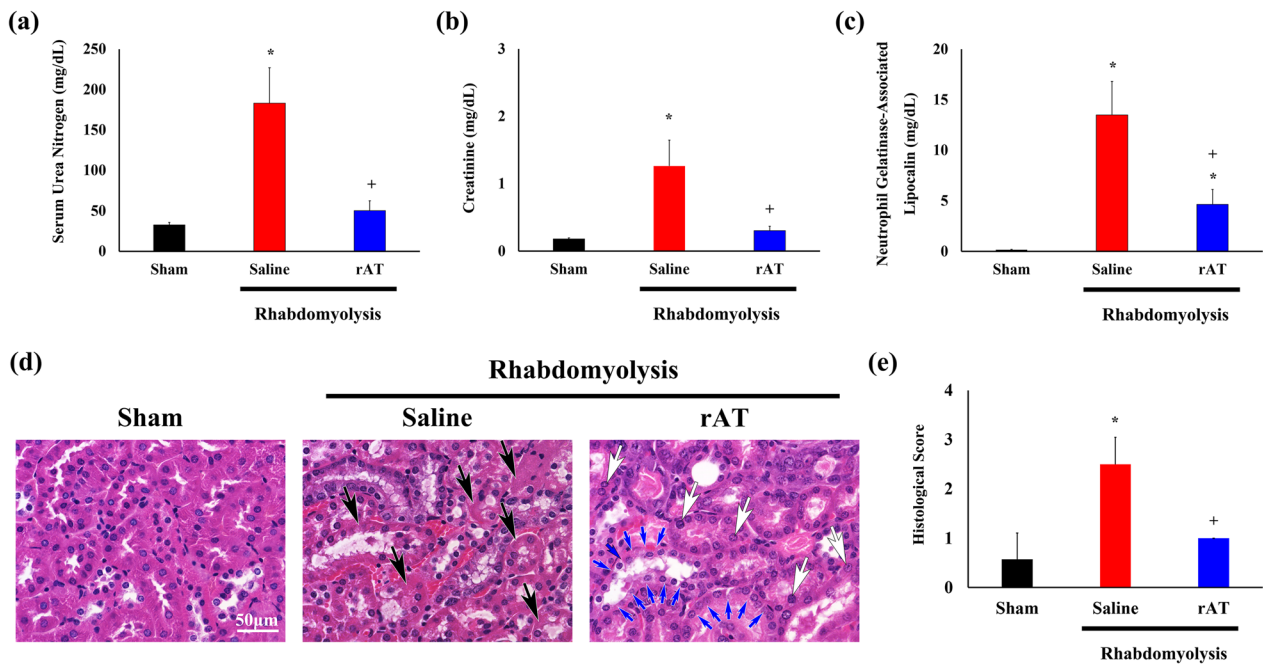 (a)
Serum Urea Nitrogen (mg/dL)
250
200
150
100
50
0
*
+
Sham
Saline
rAT
Rhabdomyolysis
(b)
Creatinine (mg/dL)
3
2
1
0
*
+
Sham
Saline
rAT
Rhabdomyolysis
(c)
Neutrophil Gelatinase-Associated
Lipocalin (mg/dL)
20
15
10
5
0
*
+
*
Sham
Saline
rAT
Rhabdomyolysis
(d)
Rhabdomyolysis
Sham
Saline
rAT
50μm
(e)
Histological Score
4
3
2
1
0
*
+
Sham
Saline
rAT
Rhabdomyolysis